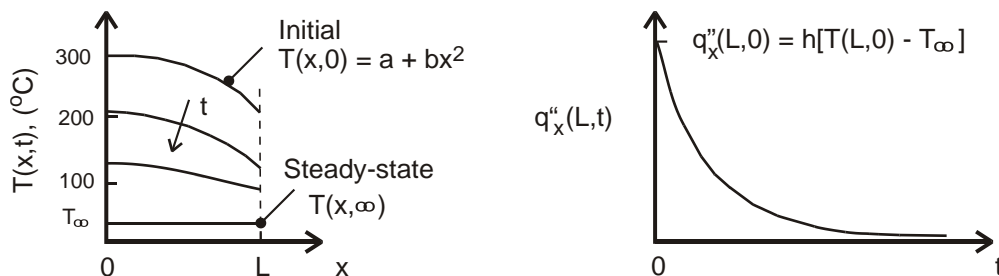 Initial
T(x,0) = a + bx²
300
200
100
T∞
T(x,t), (°C)
t
Steady-state
T(x,∞)
0
L
x
q"x(L,0) = h[T(L,0) - T∞]
q"x(L,t)
0
t